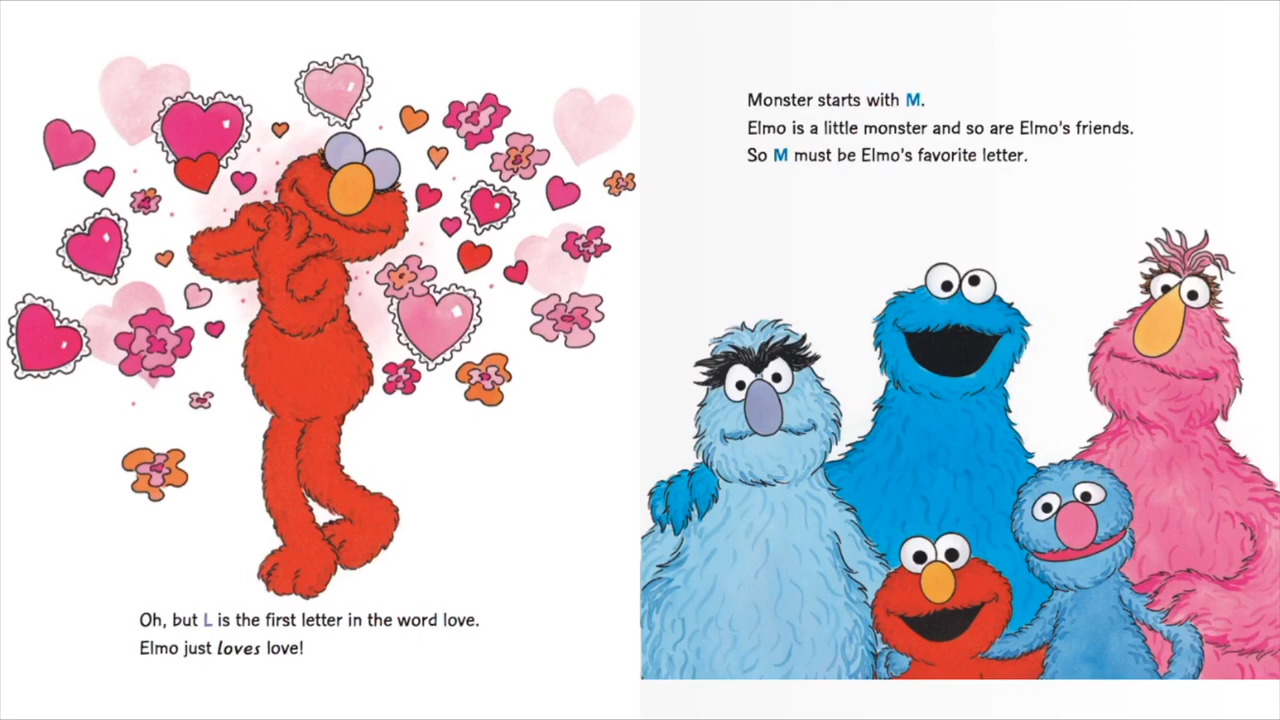 Oh, but L is the first letter in the word love.
Elmo just loves love!
Monster starts with M.
Elmo is a little monster and so are Elmo's friends.
So M must be Elmo's favorite letter.